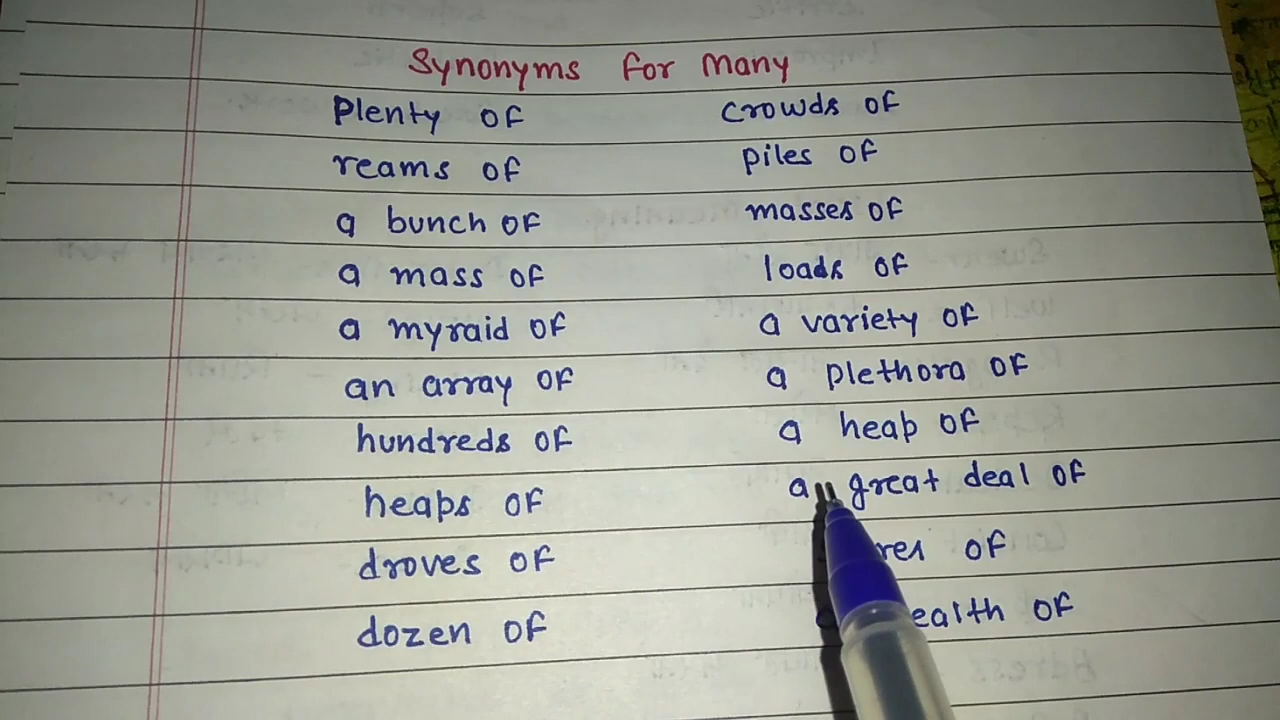 Synonyms for many
Plenty of
reams of
a bunch of
a mass of
a myraid of
an array of
hundreds of
heaps of
droves of
dozen of
crowds of
piles of
masses of
loads of
a variety of
a plethora of
a heap of
a great deal of
of
of